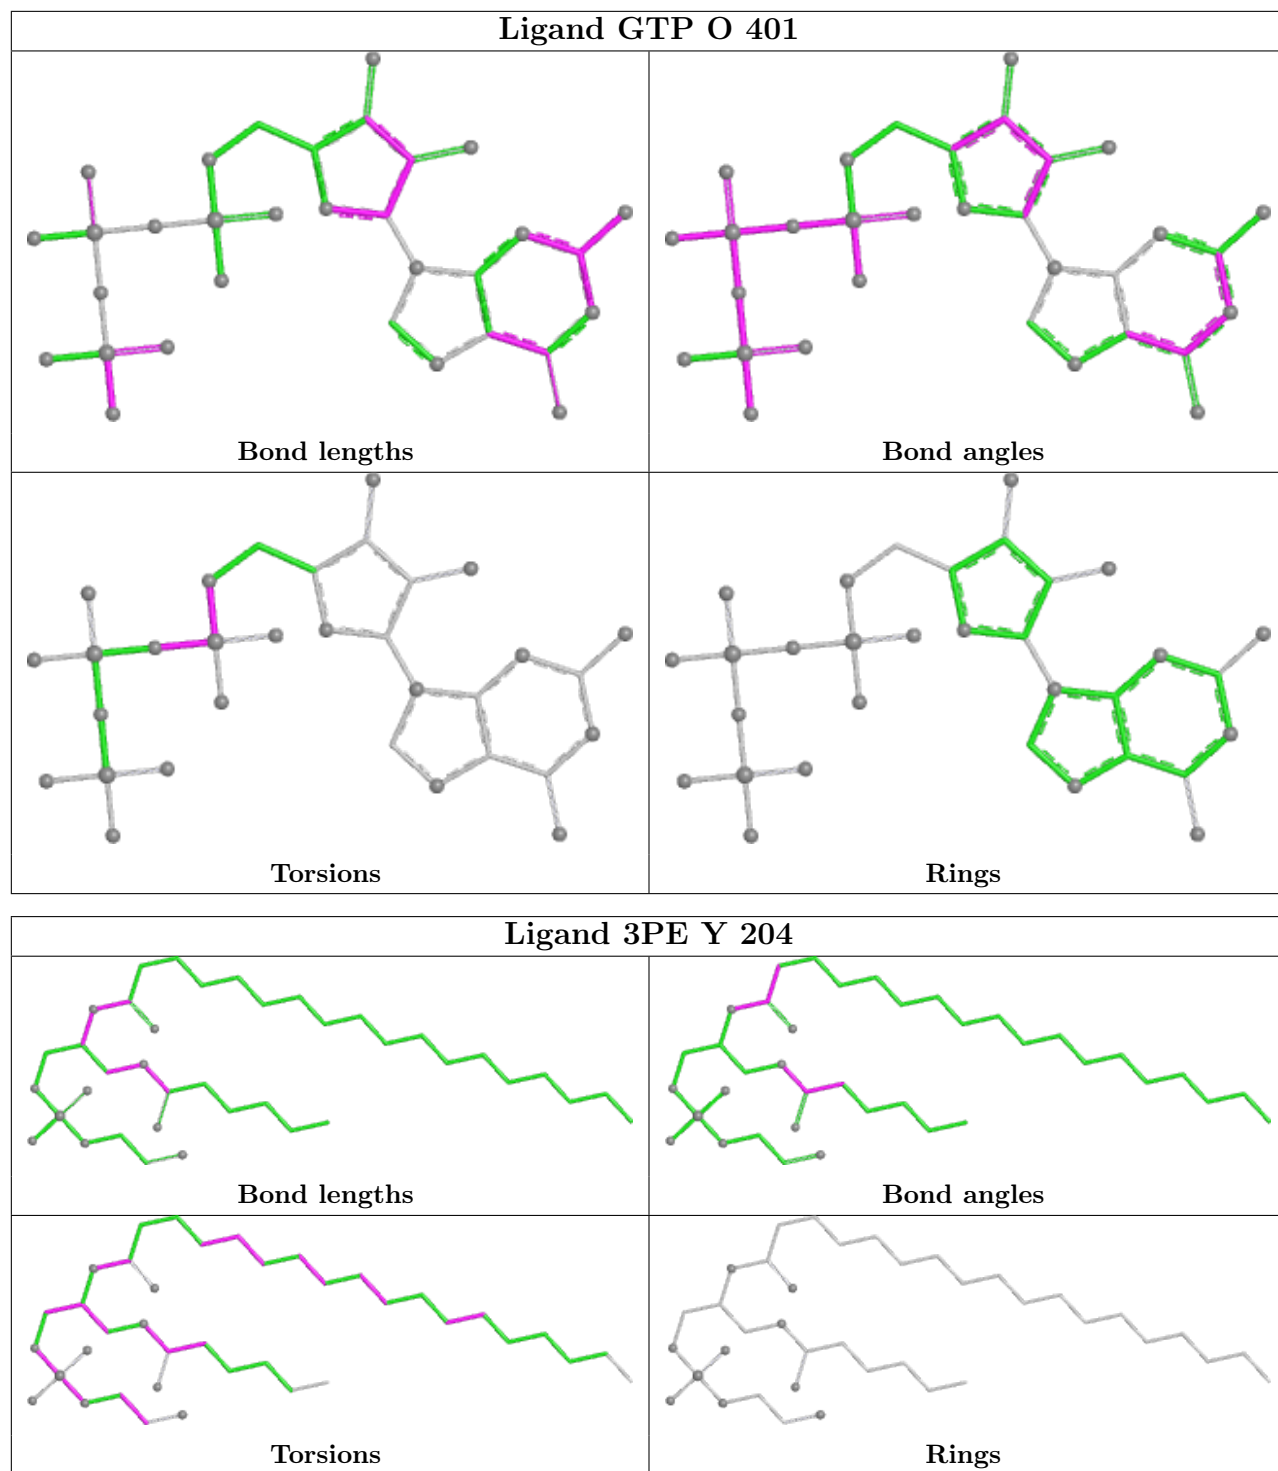 Ligand GTP O 401
Bond lengths
Bond angles
Torsions
Rings
Ligand 3PE Y 204
Bond lengths
Bond angles
Torsions
Rings